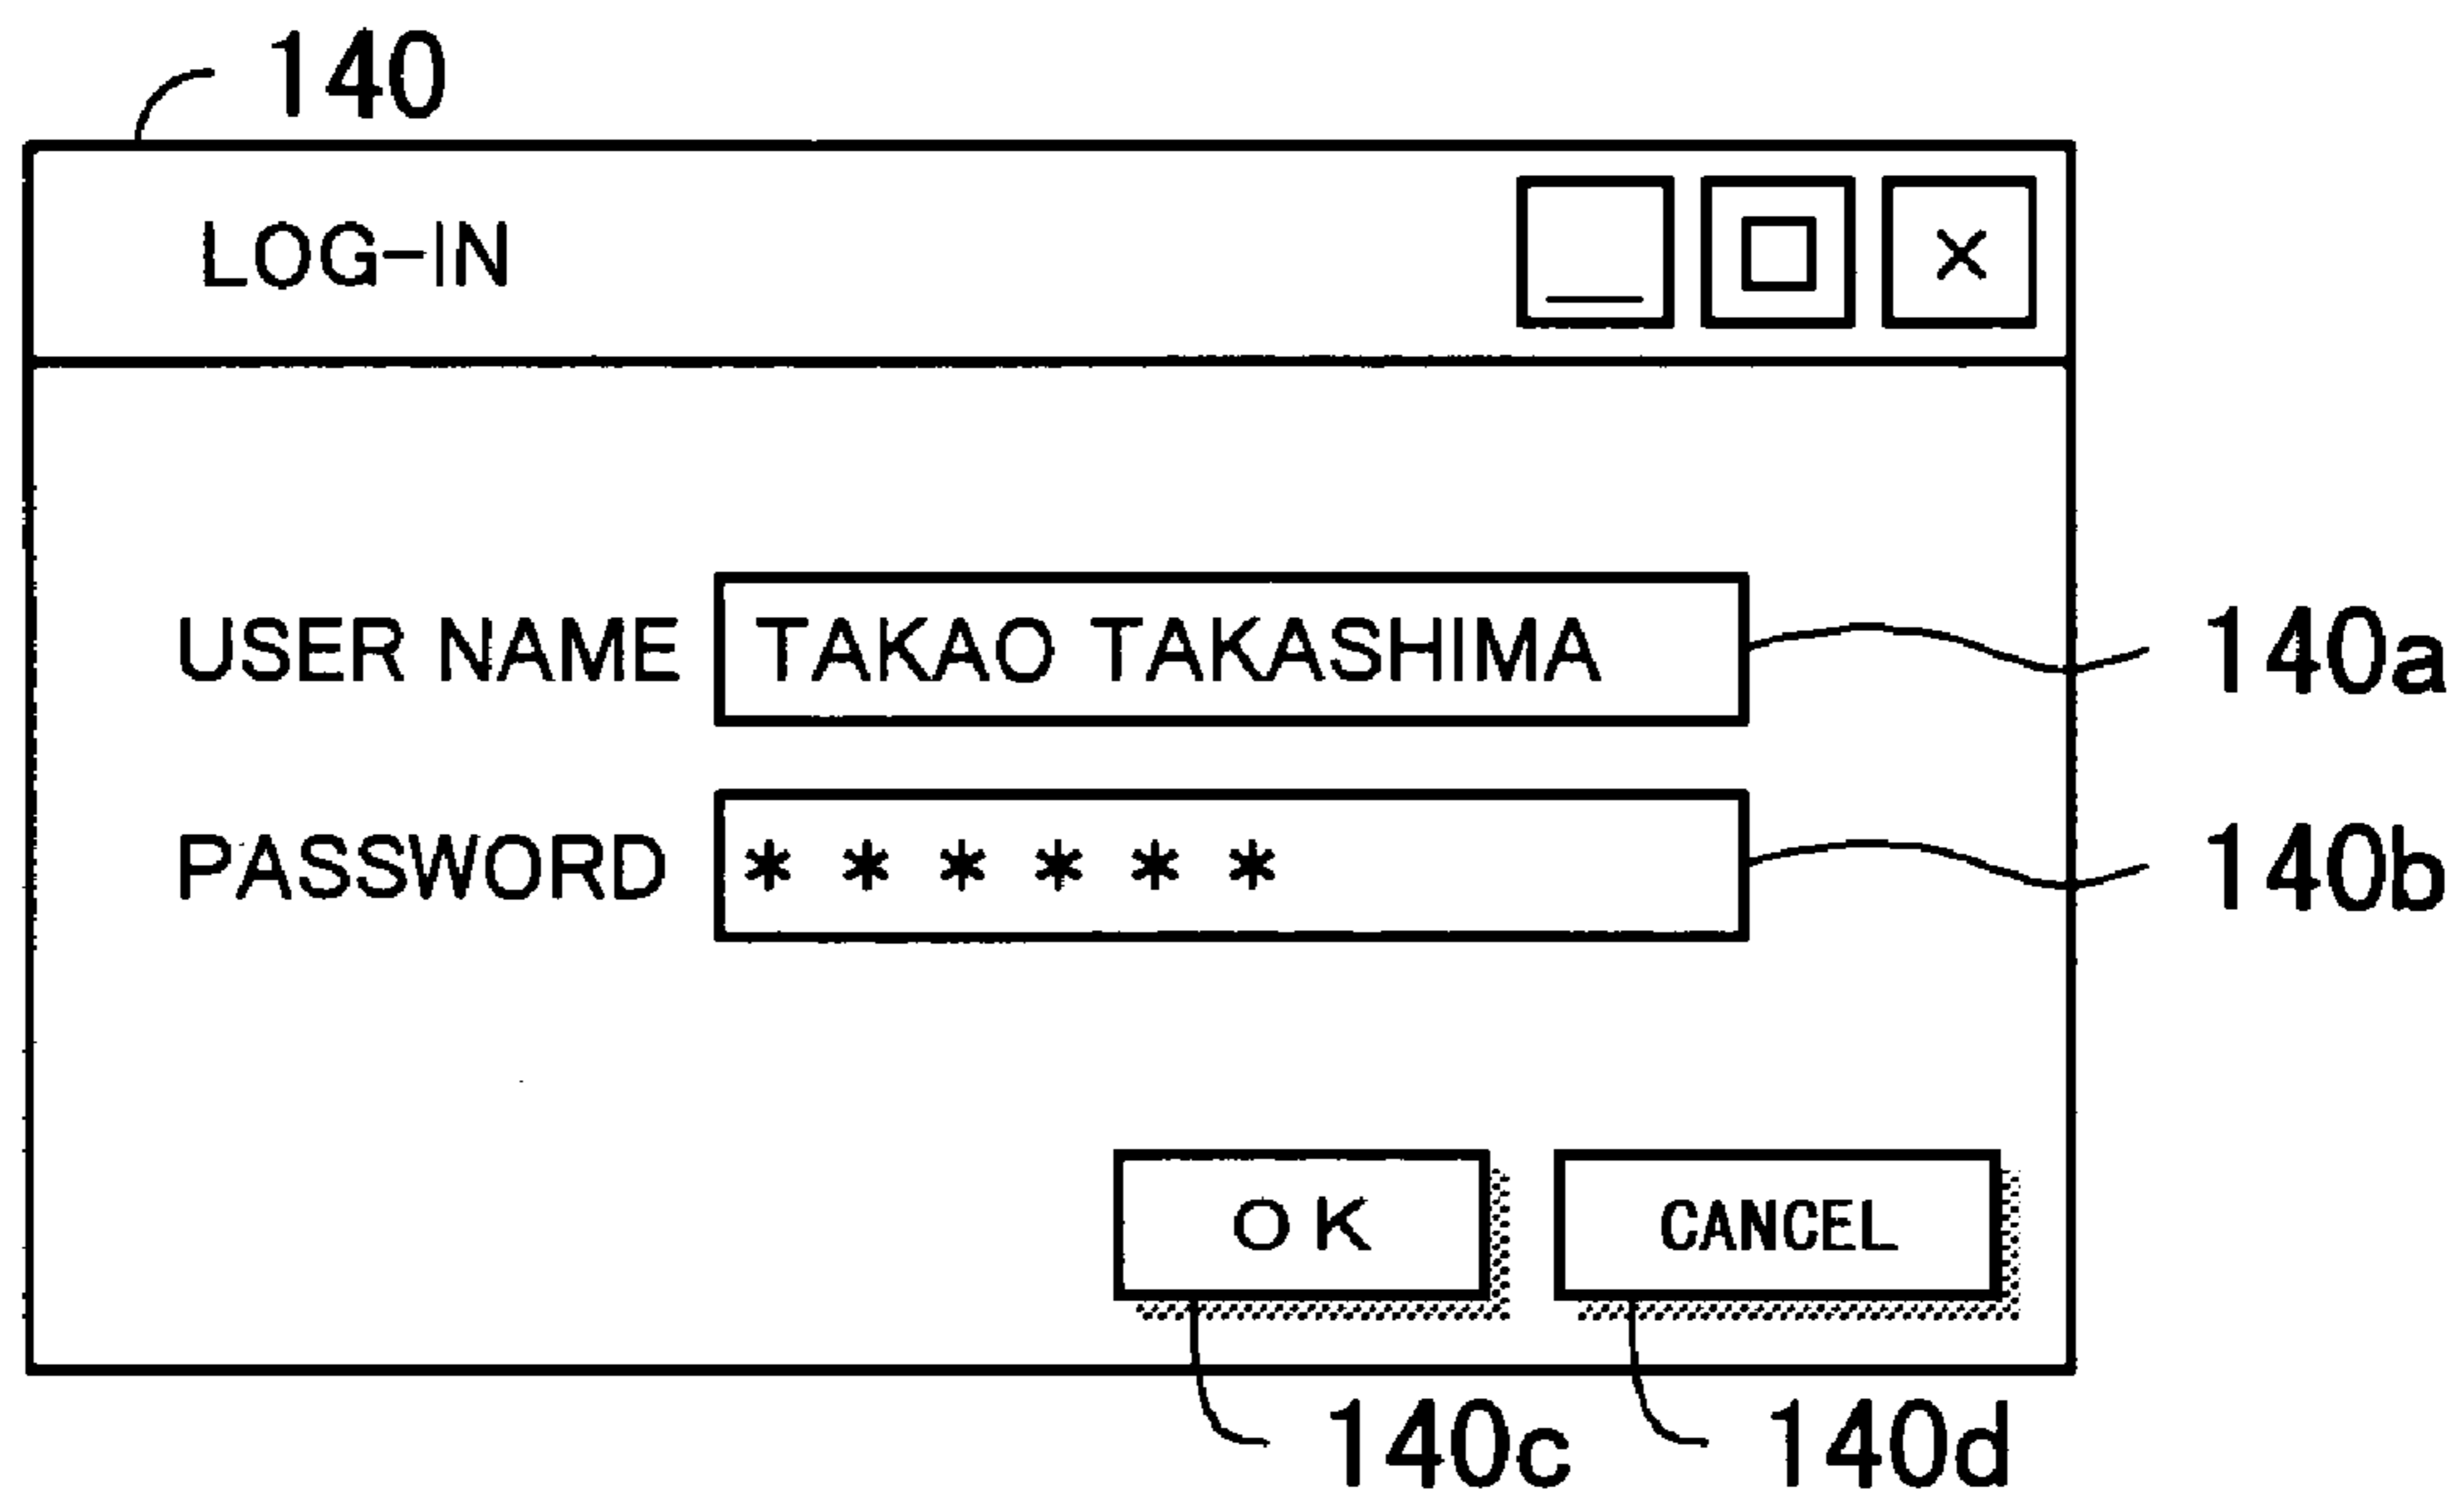 140
LOG-IN
USER NAME TAKAO TAKASHIMA 140a
PASSWORD ****** 140b
OK CANCEL
140c 140d